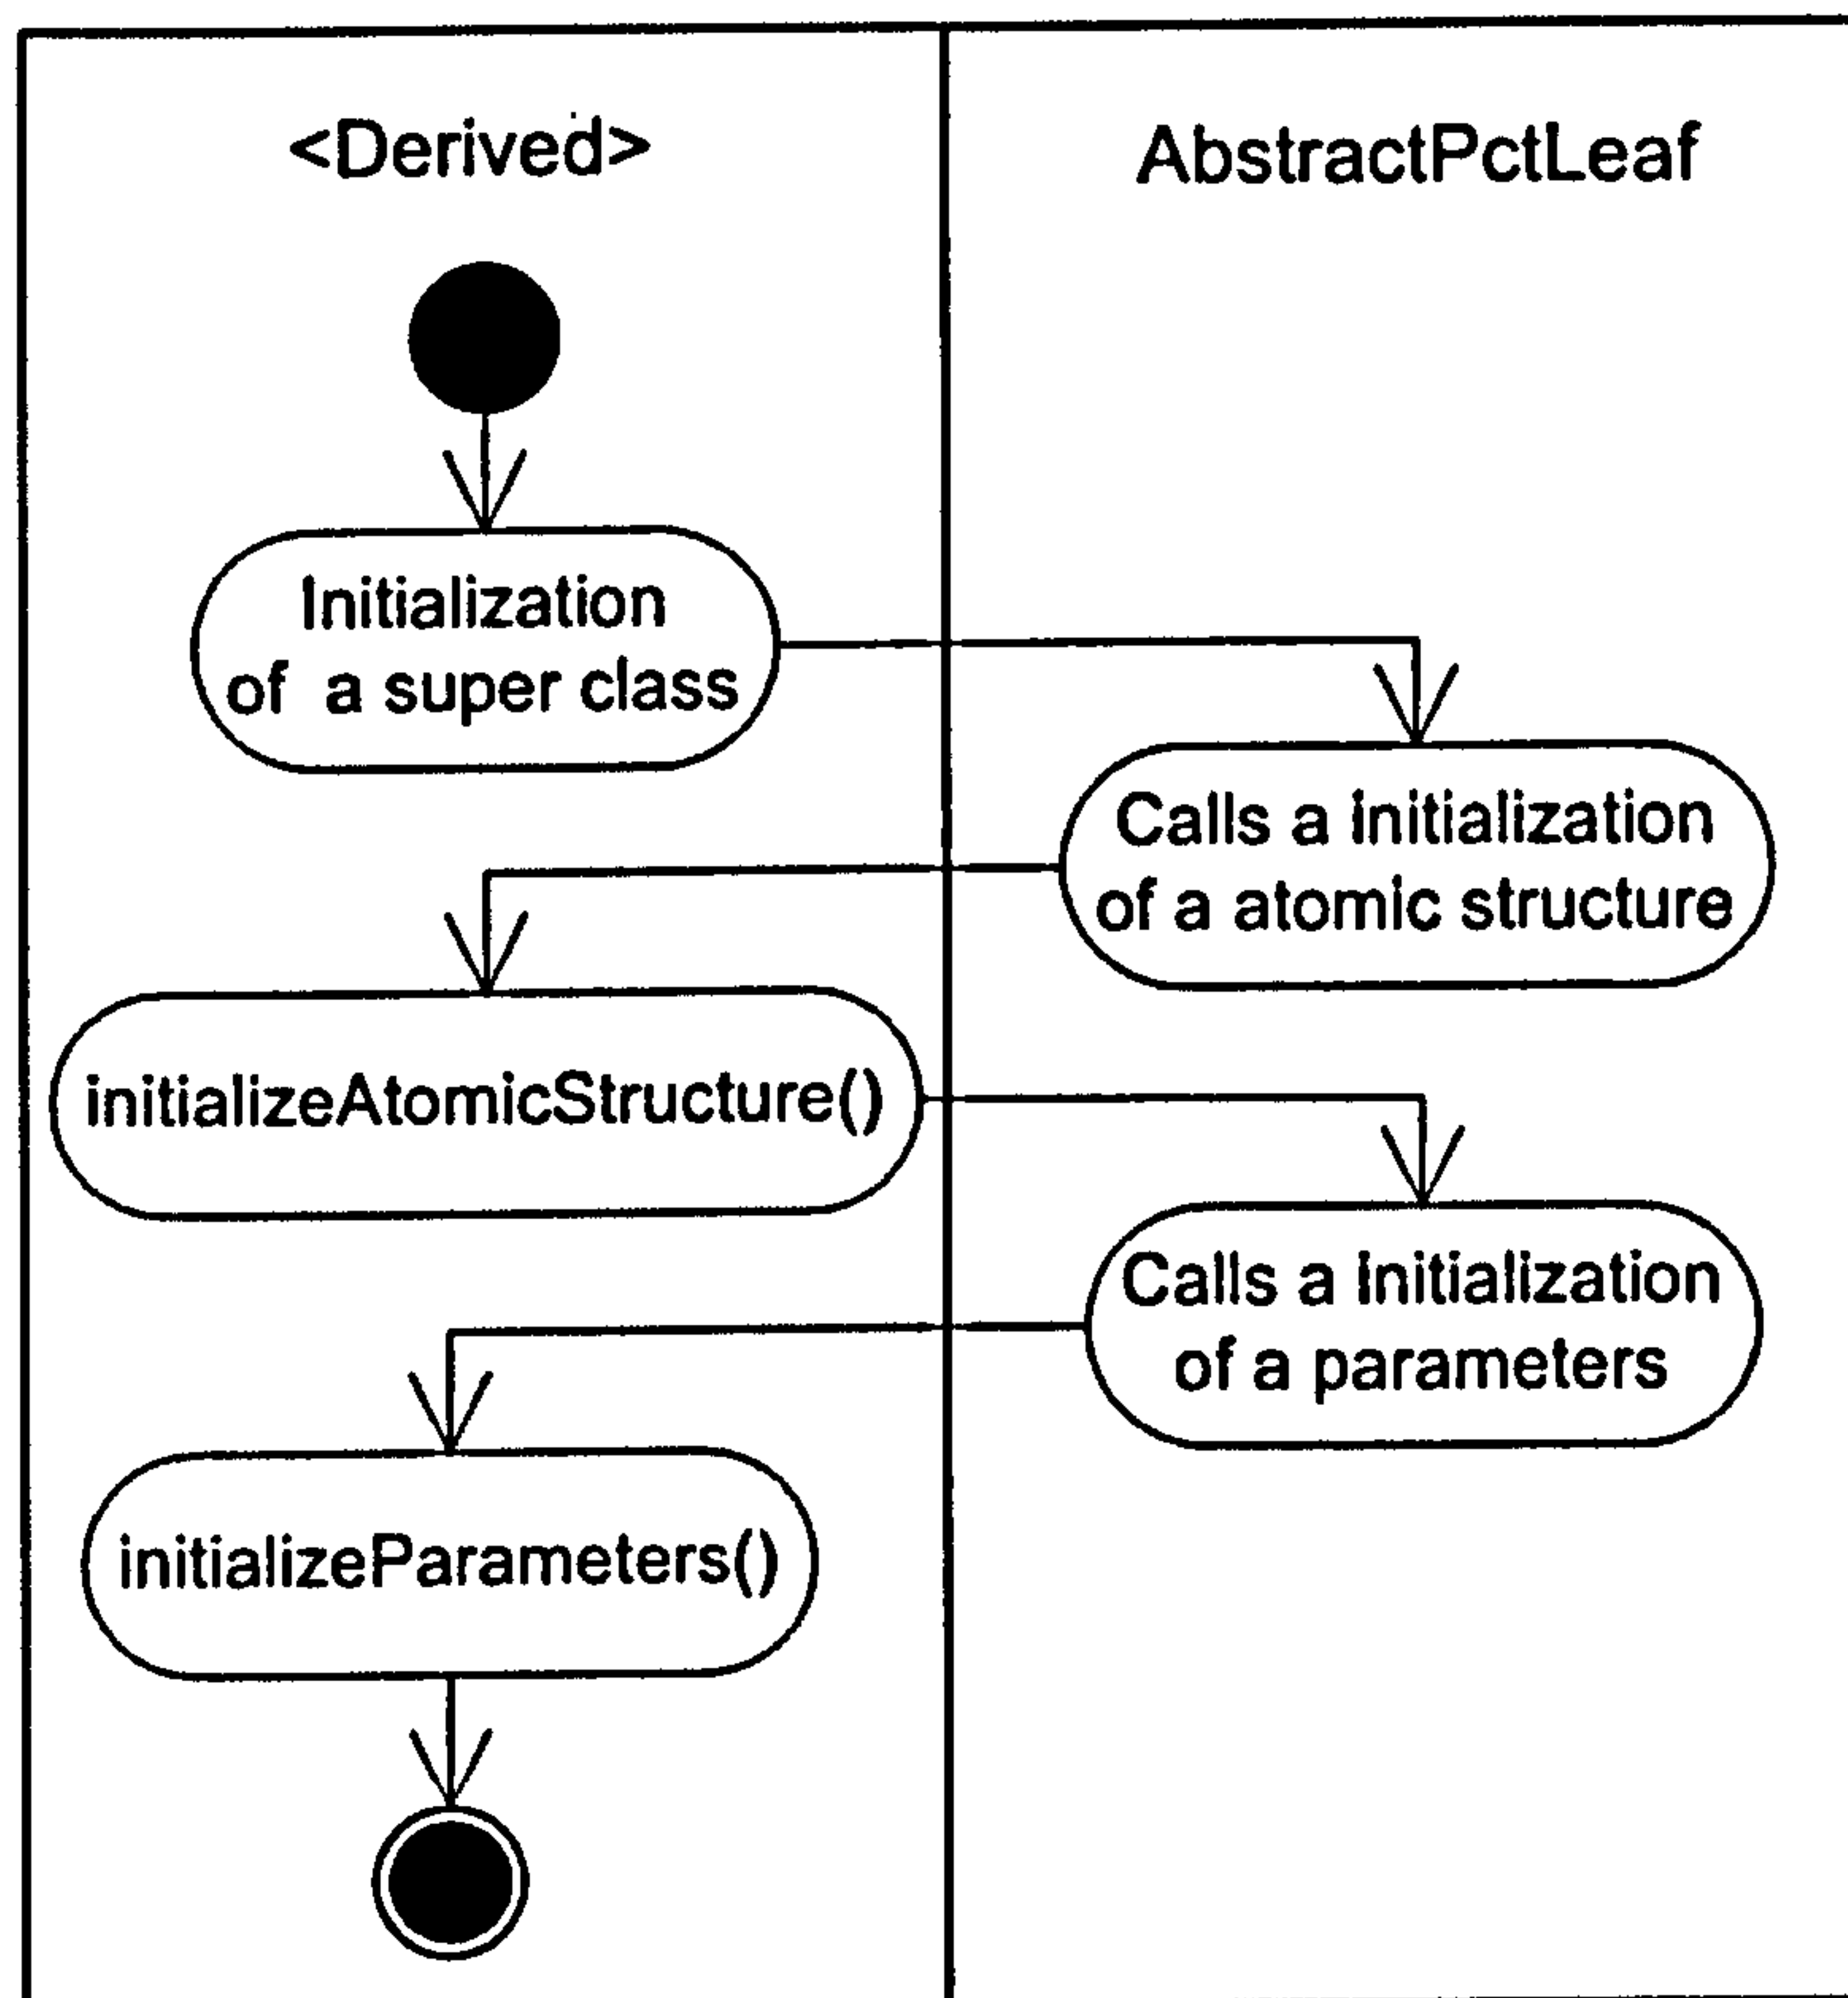 <Derived>
AbstractPctLeaf
Initialization
of a super class
Calls a initialization
of a atomic structure
initializeAtomicStructure()
Calls a initialization
of a parameters
initializeParameters()